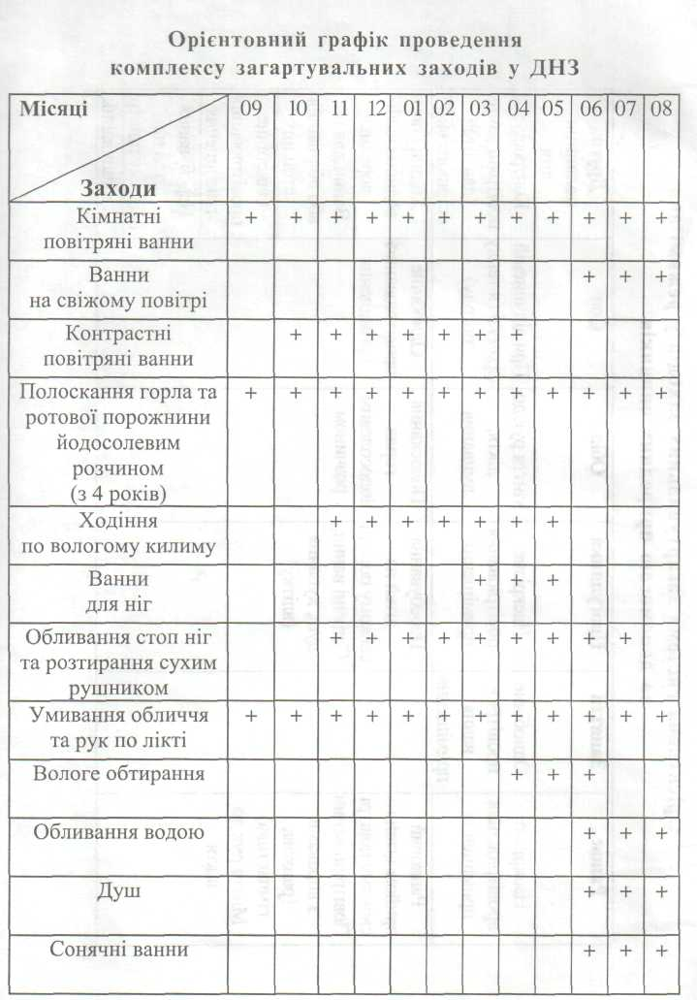 Орієнтовний графік проведення
комплексу загартувальних заходів у ДНЗ
Місяці 09 10 11 12 01 02 03 04 05 06 07 08
Заходи
Кімнатні + + + + + + + + + + + +
повітряні ванни
Ванни + + +
на свіжому повітрі
Контрастні + + + + + + +
повітряні ванни
Полоскання горла та + + + + + + + + + + + +
ротової порожнини
йодосолевим
розчином
(з 4 років)
Ходіння + + + + + + +
по вологому килиму
Ванни + + +
для ніг
Обливання стоп ніг + + + + + + + + +
та розтирання сухим
рушником
Умивання обличчя + + + + + + + + + + + +
та рук по лікті
Вологе обтирання + + +
Обливання водою + + +
Душ + + +
Сонячні ванни + + +